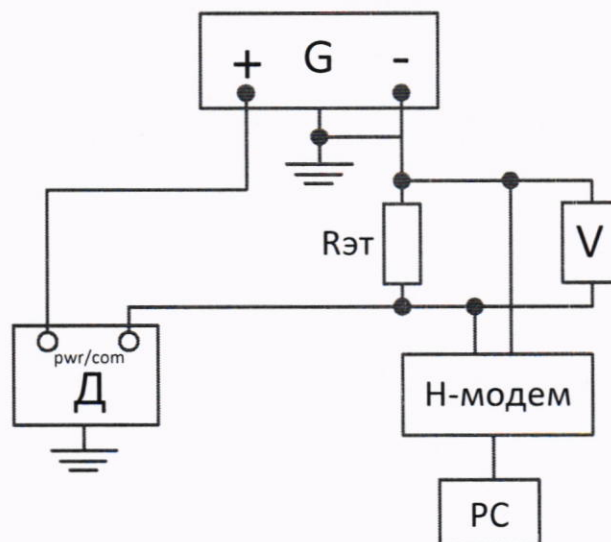 + G -
Rэт
V
pwr/com
Д
H-модем
PC